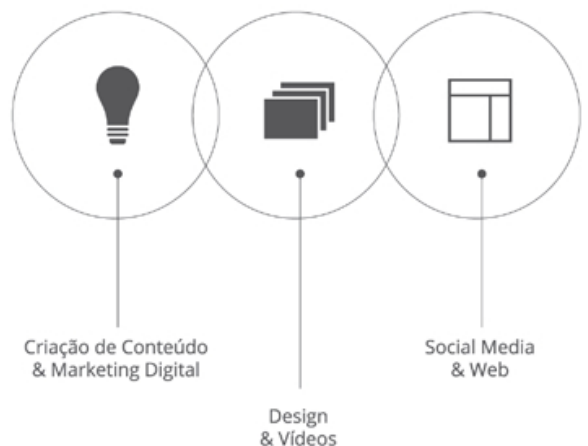 Criação de Conteúdo
& Marketing Digital
Design
& Vídeos
Social Media
& Web